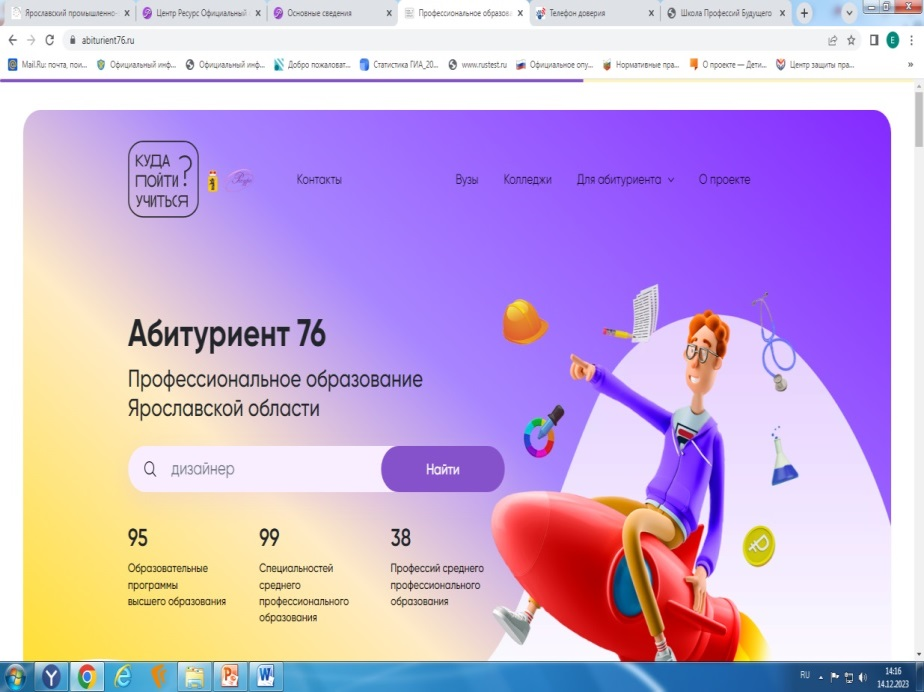 Ярославский промышленно-
Центр Ресурс Официальный
Основные сведения
Профессиональное образов
Телефон доверия
Школа Профессий Будущего
abiturient76.ru
Mail.Ru: почта, пои...
Официальный инф...
Официальный инф...
Добро пожаловат...
Статистика ГИА_20...
www.rustest.ru
Официальное опу...
Нормативные пра...
О проекте — Дети...
Центр защиты пра...
»
E
КУДА
ПОЙТИ ?
УЧИТЬСЯ
Контакты
Вузы
Колледжи
Для абитуриента
О проекте
Абитуриент 76
Профессиональное образование
Ярославской области
дизайнер
Найти
95
Образовательные
программы
высшего образования
99
Специальностей
среднего
профессионального
образования
38
Профессий среднего
профессионального
образования
RU
14:16
14.12.2023